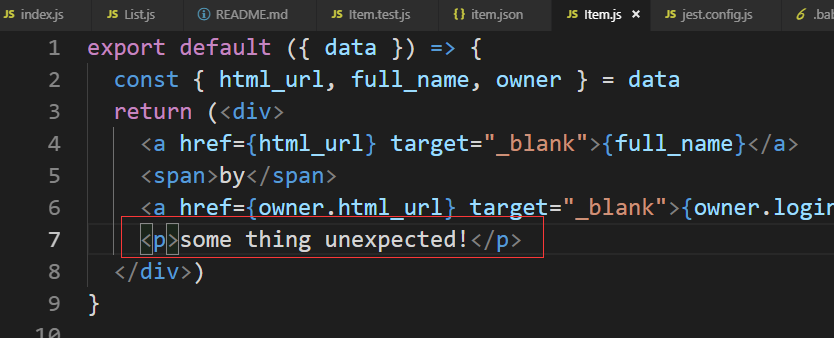 JS index.js JS List.js README.md JS Item.test.js {} item.json JS Item.js × JS jest.config.js 6 .bab
1 export default ({ data }) => {
2 const { html_url, full_name, owner } = data
3 return (<div>
4 <a href={html_url} target="_blank">{full_name}</a>
5 <span>by</span>
6 <a href={owner.html_url} target="_blank">{owner.login
7 <p>some thing unexpected!</p>
8 </div>)
9 }
10